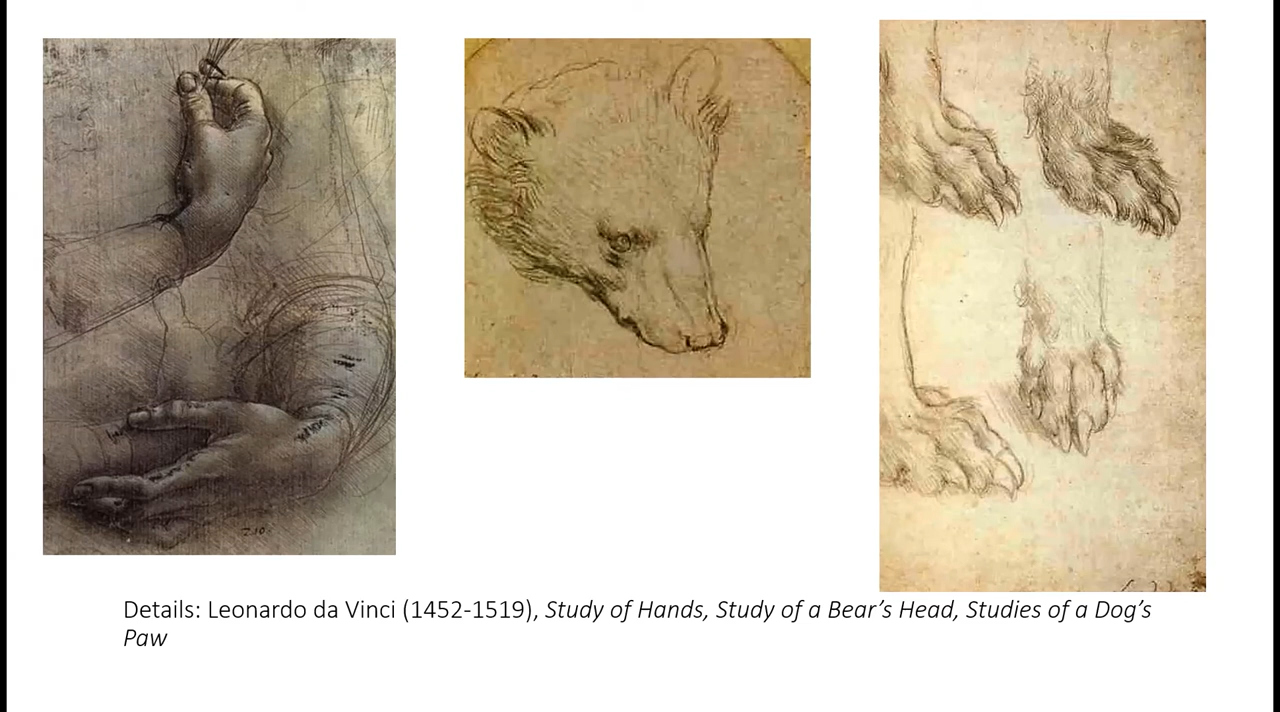 Details: Leonardo da Vinci (1452-1519), Study of Hands, Study of a Bear’s Head, Studies of a Dog’s
Paw